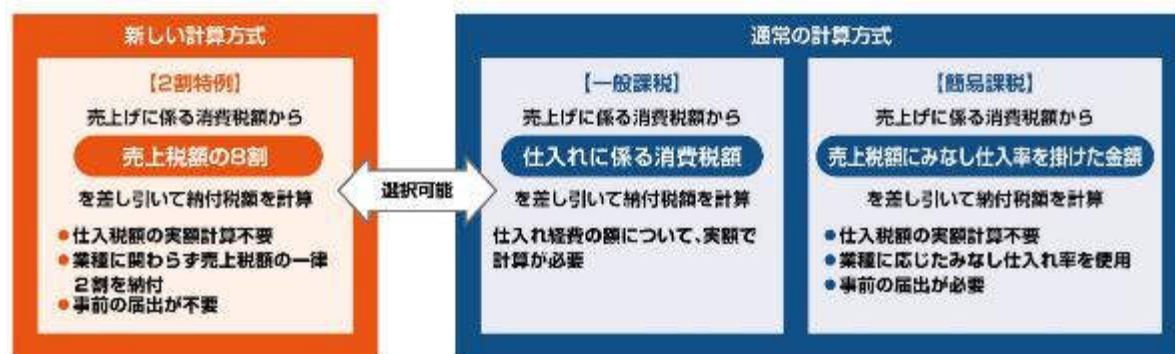 新しい計算方式
【2割特例】
売上げに係る消費税額から
売上税額の8割
を差し引いて納付税額を計算
●仕入税額の実額計算不要
●業種に関わらず売上税額の一律
2割を納付
●事前の届出が不要
選択可能
通常の計算方式
【一般課税】
売上げに係る消費税額から
仕入れに係る消費税額
を差し引いて納付税額を計算
仕入れ経費の額について、実額で
計算が必要
【簡易課税】
売上げに係る消費税額から
売上税額にみなし仕入率を掛けた金額
を差し引いて納付税額を計算
●仕入税額の実額計算不要
●業種に応じたみなし仕入れ率を使用
●事前の届出が必要